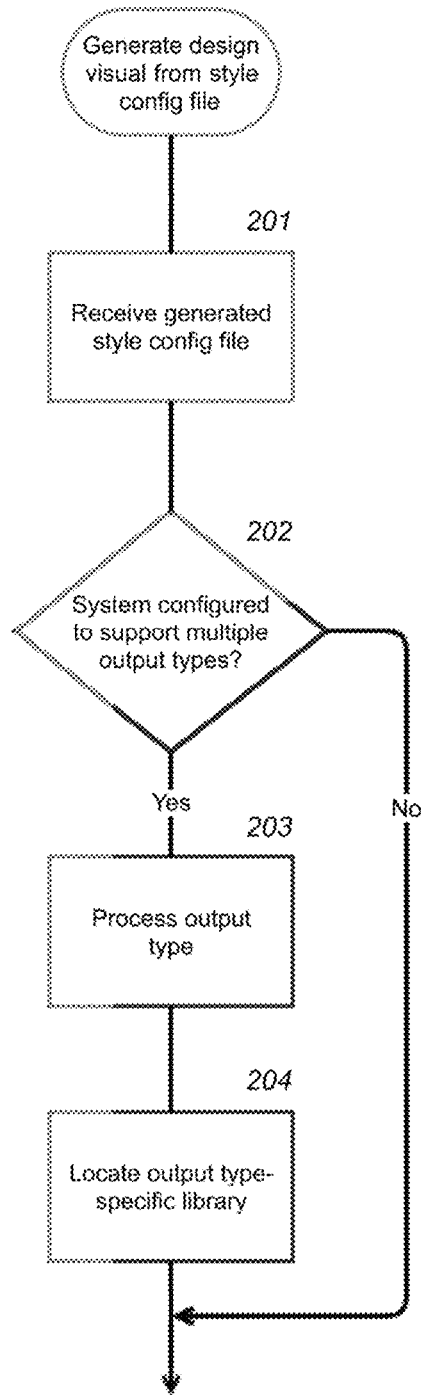 Generate design
visual from style
config file
201
Receive generated
style config file
202
System configured
to support multiple
output types?
Yes
No
203
Process output
type
204
Locate output type-
specific library